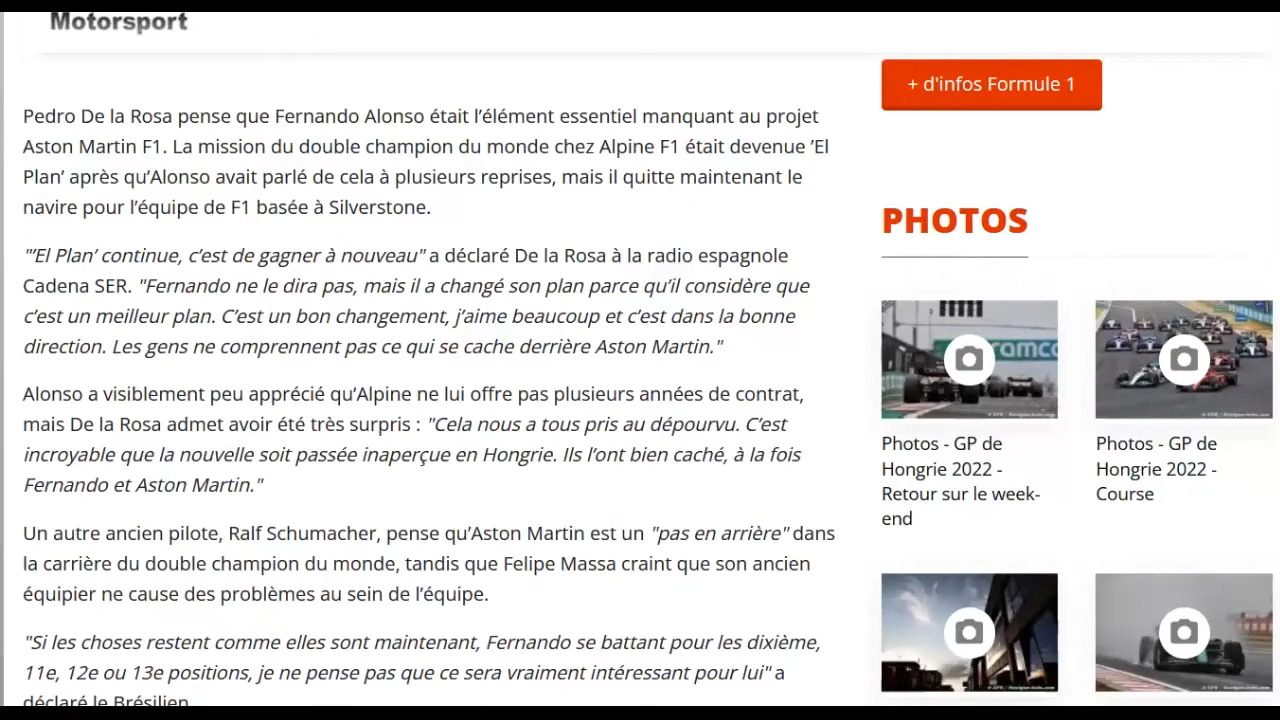 Motorsport
Pedro De la Rosa pense que Fernando Alonso était l’élément essentiel manquant au projet
Aston Martin F1. La mission du double champion du monde chez Alpine F1 était devenue ’El
Plan’ après qu’Alonso avait parlé de cela à plusieurs reprises, mais il quitte maintenant le
navire pour l’équipe de F1 basée à Silverstone.
"’El Plan’ continue, c’est de gagner à nouveau" a déclaré De la Rosa à la radio espagnole
Cadena SER. "Fernando ne le dira pas, mais il a changé son plan parce qu’il considère que
c’est un meilleur plan. C’est un bon changement, j’aime beaucoup et c’est dans la bonne
direction. Les gens ne comprennent pas ce qui se cache derrière Aston Martin."
Alonso a visiblement peu apprécié qu’Alpine ne lui offre pas plusieurs années de contrat,
mais De la Rosa admet avoir été très surpris : "Cela nous a tous pris au dépourvu. C’est
incroyable que la nouvelle soit passée inaperçue en Hongrie. Ils l’ont bien caché, à la fois
Fernando et Aston Martin."
Un autre ancien pilote, Ralf Schumacher, pense qu’Aston Martin est un "pas en arrière" dans
la carrière du double champion du monde, tandis que Felipe Massa craint que son ancien
équipier ne cause des problèmes au sein de l’équipe.
"Si les choses restent comme elles sont maintenant, Fernando se battant pour les dixième,
11e, 12e ou 13e positions, je ne pense pas que ce sera vraiment intéressant pour lui" a
déclaré le Brésilien
+ d'infos Formule 1
PHOTOS
Photos - GP de
Hongrie 2022 -
Retour sur le week-
end
Photos - GP de
Hongrie 2022 -
Course